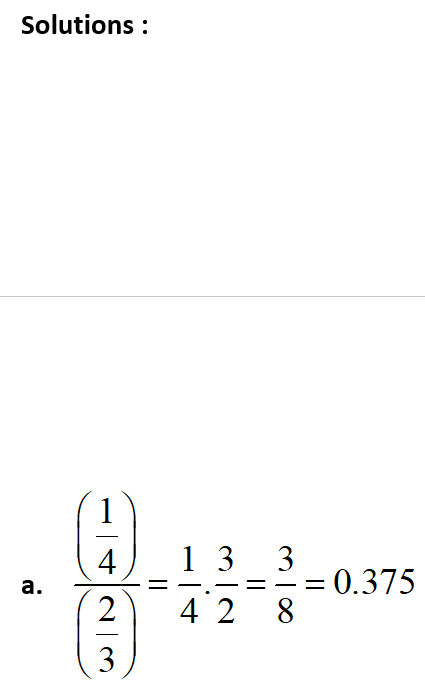 Solutions :
a. (1/4)/(2/3) = 1/4 . 3/2 = 3/8 = 0.375